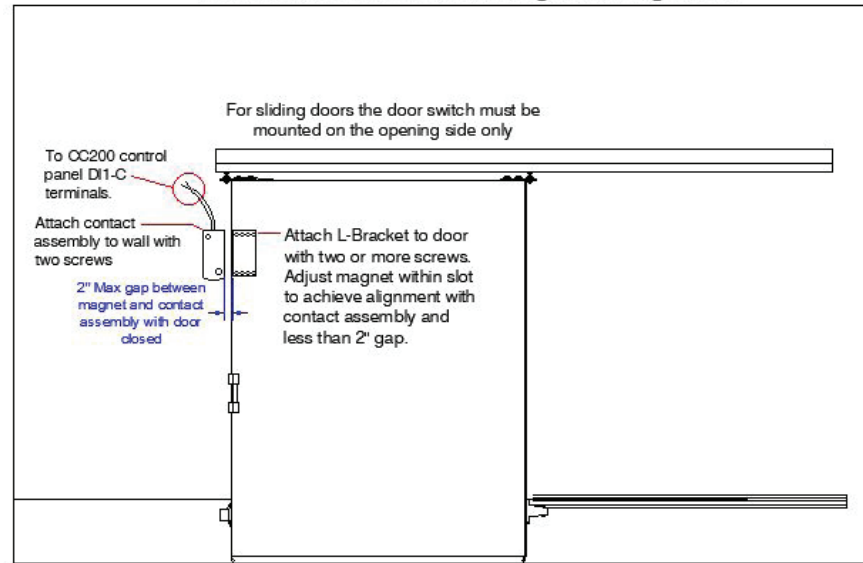 For sliding doors the door switch must be
mounted on the opening side only
To CC200 control
panel DI1-C
terminals.
Attach contact
assembly to wall with
two screws
2" Max gap between
magnet and contact
assembly with door
closed
Attach L-Bracket to door
with two or more screws.
Adjust magnet within slot
to achieve alignment with
contact assembly and
less than 2" gap.